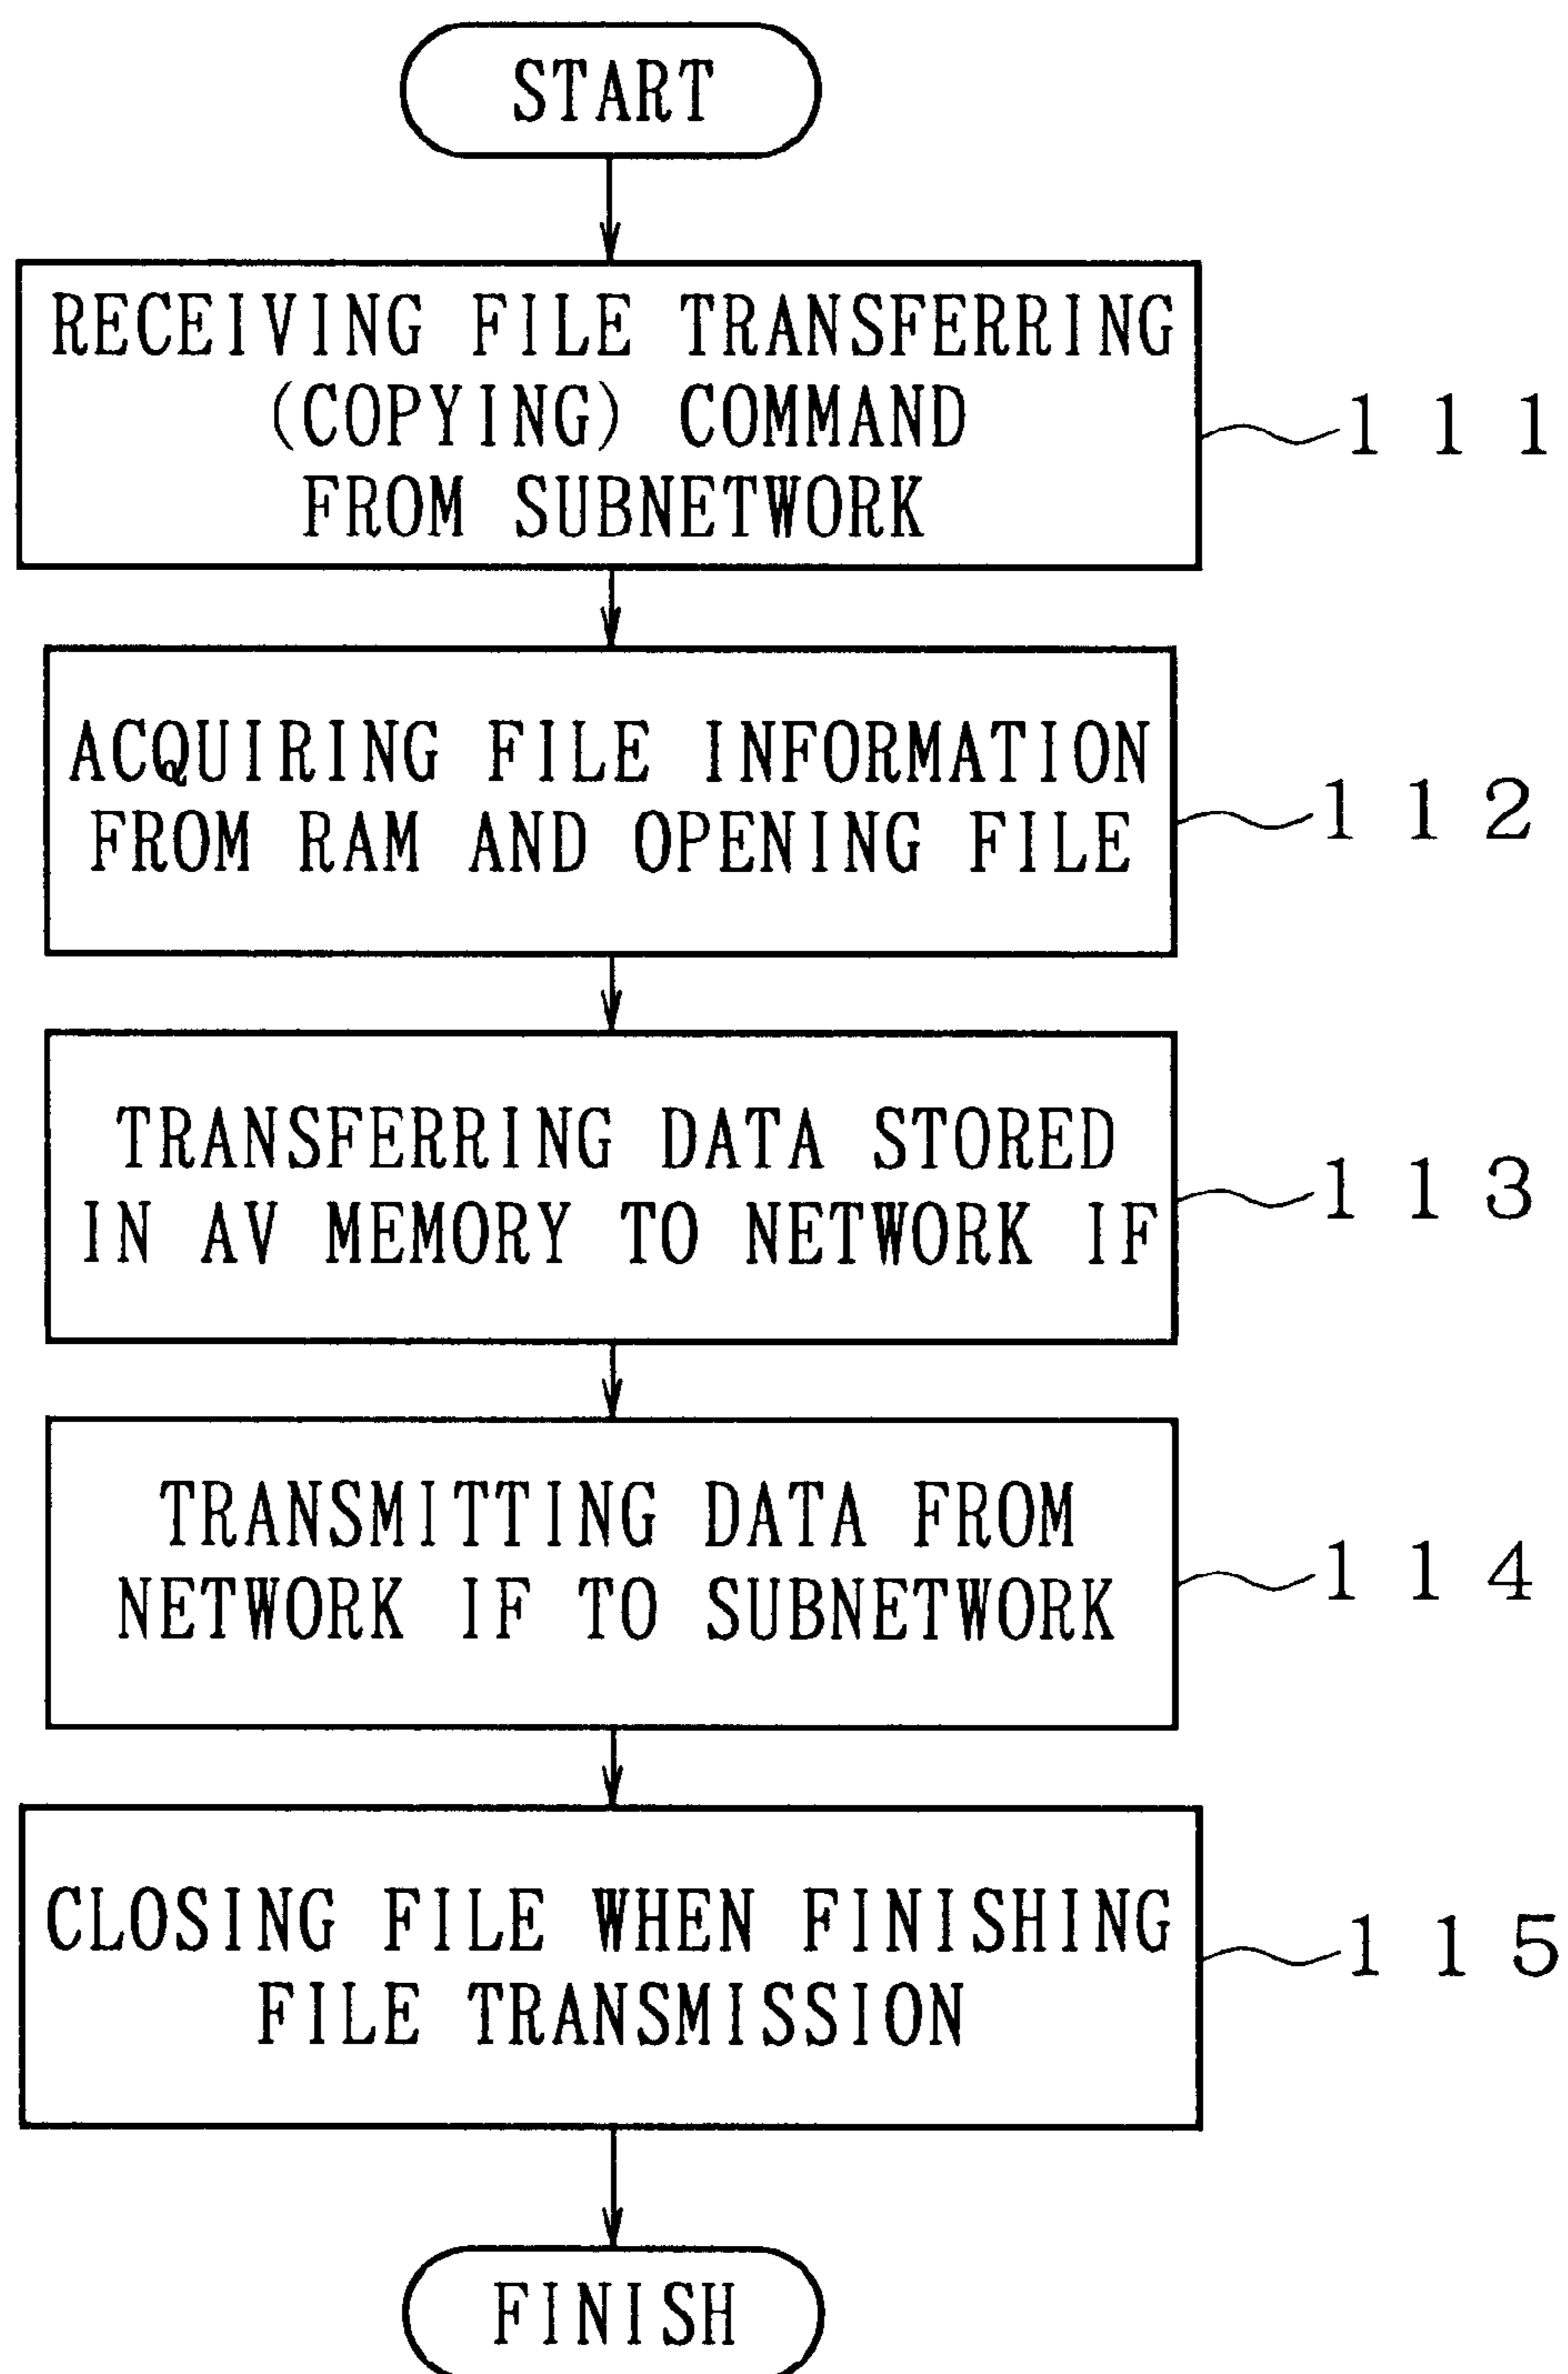 START
RECEIVING FILE TRANSFERRING
(COPYING) COMMAND
FROM SUBNETWORK
111
ACQUIRING FILE INFORMATION
FROM RAM AND OPENING FILE
112
TRANSFERRING DATA STORED
IN AV MEMORY TO NETWORK IF
113
TRANSMITTING DATA FROM
NETWORK IF TO SUBNETWORK
114
CLOSING FILE WHEN FINISHING
FILE TRANSMISSION
115
FINISH